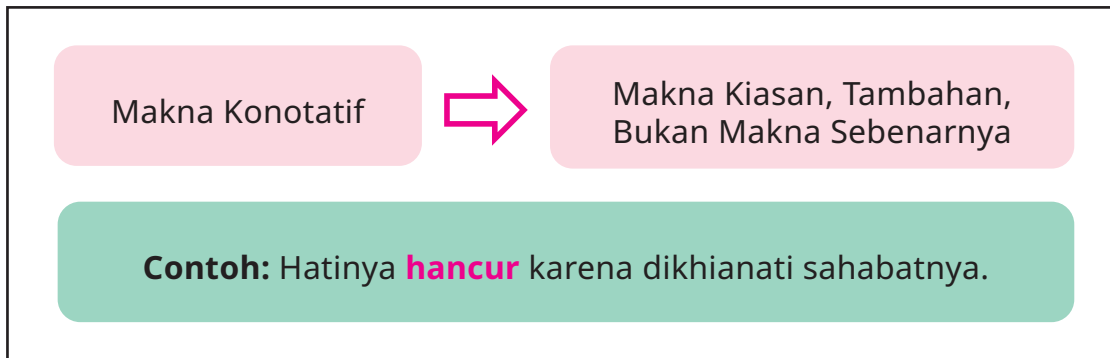 Makna Konotatif
Makna Kiasan, Tambahan,
Bukan Makna Sebenarnya
Contoh: Hatinya hancur karena dikhianati sahabatnya.